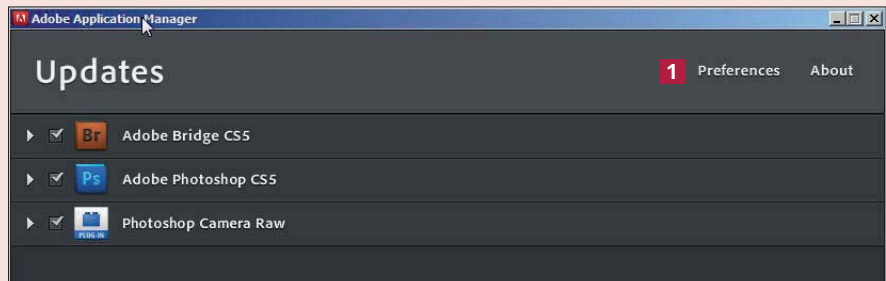 Adobe Application Manager
Updates
1 Preferences About
Br Adobe Bridge CS5
Ps Adobe Photoshop CS5
PLUG-IN Photoshop Camera Raw